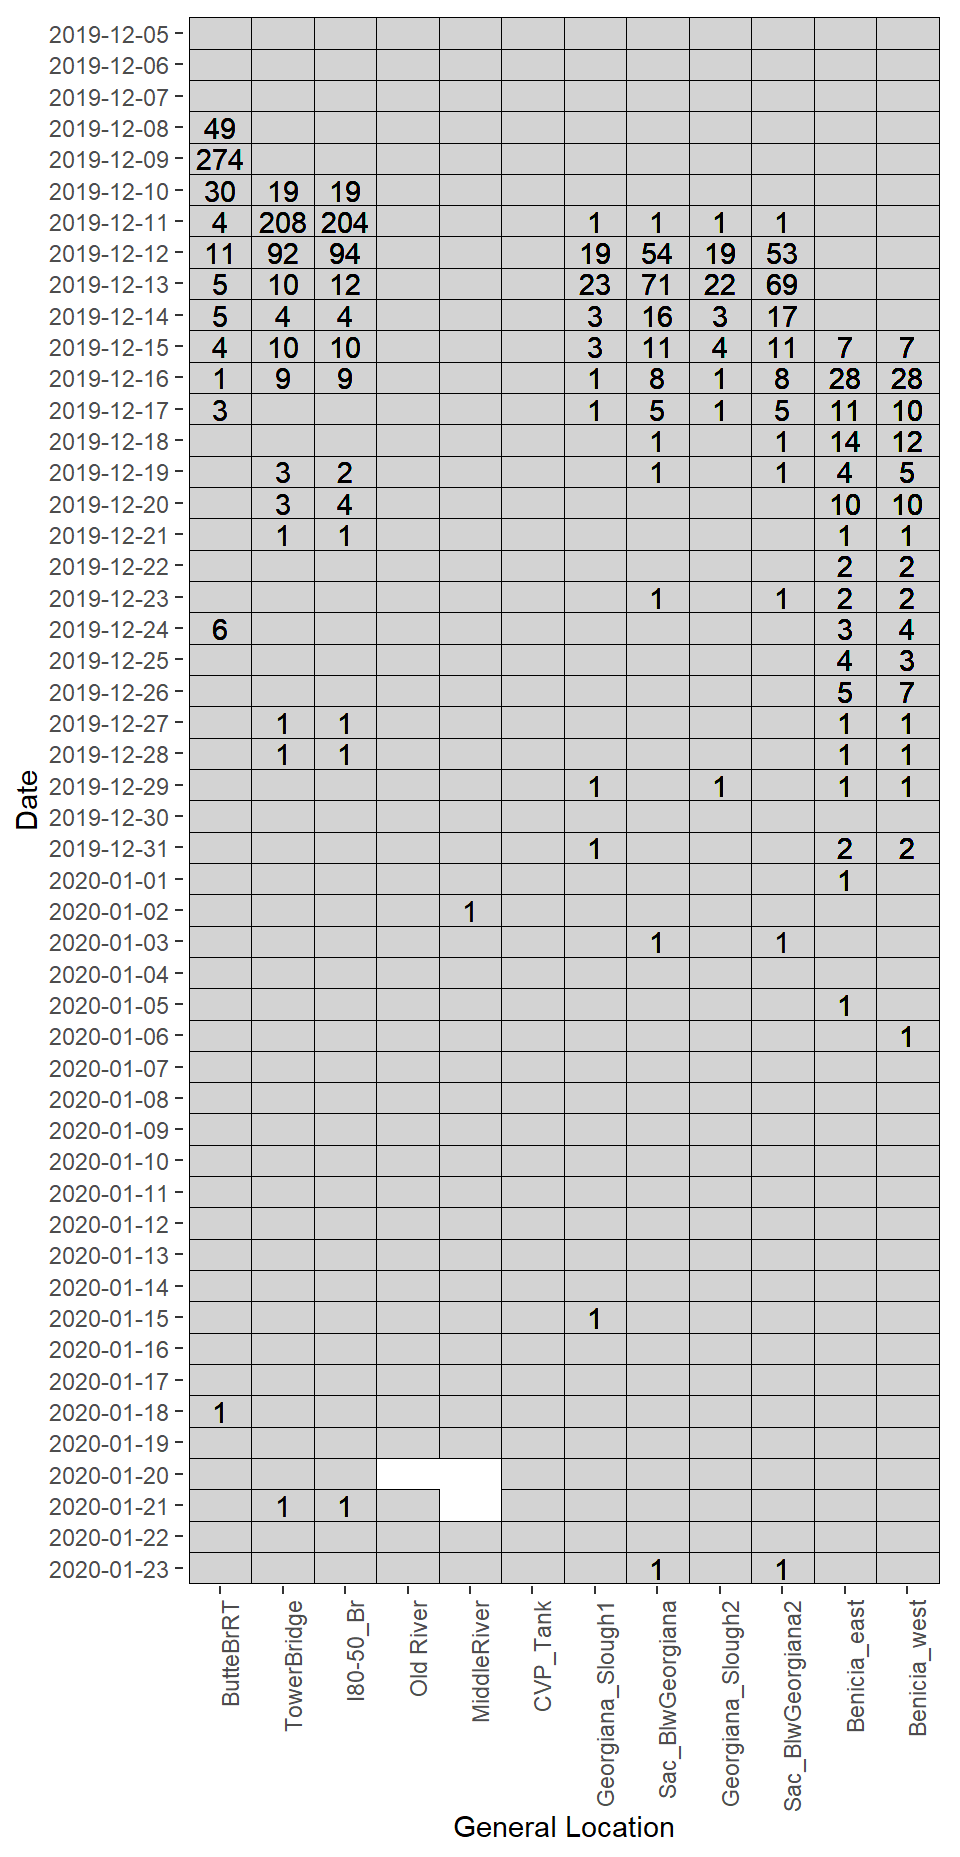 2019-12-05
2019-12-06
2019-12-07
2019-12-08 49
2019-12-09 274
2019-12-10 30 19 19
2019-12-11 4 208 204 1 1 1 1
2019-12-12 11 92 94 19 54 19 53
2019-12-13 5 10 12 23 71 22 69
2019-12-14 5 4 4 3 16 3 17
2019-12-15 4 10 10 3 11 4 11 7 7
2019-12-16 1 9 9 1 8 1 8 28 28
2019-12-17 3 1 5 1 5 11 10
2019-12-18 1 1 14 12
2019-12-19 3 2 1 1 4 5
2019-12-20 3 4 10 10
2019-12-21 1 1 1 1
2019-12-22 2 2
2019-12-23 1 1 2 2
2019-12-24 6 3 4
2019-12-25 4 3
2019-12-26 5 7
2019-12-27 1 1 1 1
2019-12-28 1 1 1 1
2019-12-29 1 1 1 1
2019-12-30
2019-12-31 1 2 2
2020-01-01 1
2020-01-02 1
2020-01-03 1 1
2020-01-04
2020-01-05 1
2020-01-06 1
2020-01-07
2020-01-08
2020-01-09
2020-01-10
2020-01-11
2020-01-12
2020-01-13
2020-01-14
2020-01-15 1
2020-01-16
2020-01-17
2020-01-18 1
2020-01-19
2020-01-20
2020-01-21 1 1
2020-01-22
2020-01-23 1 1
Date
ButteBrRT
TowerBridge
I80-50_Br
Old River
MiddleRiver
CVP_Tank
Georgiana_Slough1
Sac_BlwGeorgiana
Georgiana_Slough2
Sac_BlwGeorgiana2
Benicia_east
Benicia_west
General Location